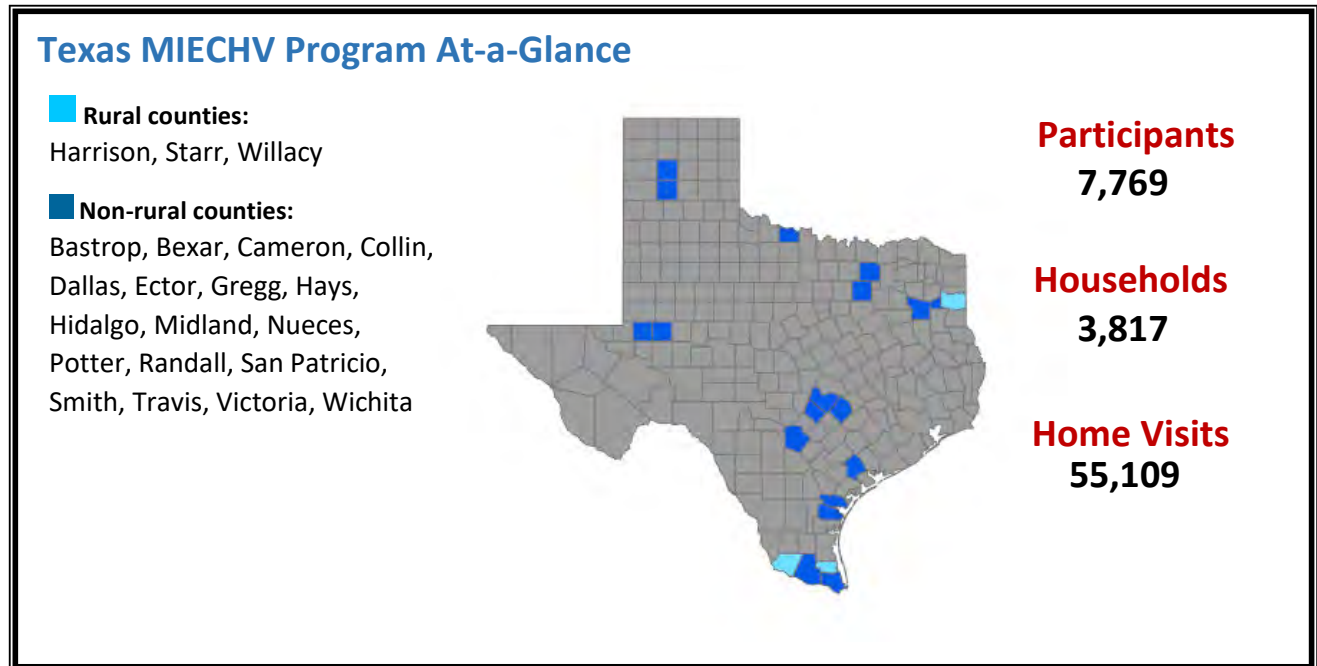 Texas MIECHV Program At-a-Glance
Rural counties:
Harrison, Starr, Willacy
Non-rural counties:
Bastrop, Bexar, Cameron, Collin,
Dallas, Ector, Gregg, Hays,
Hidalgo, Midland, Nueces,
Potter, Randall, San Patricio,
Smith, Travis, Victoria, Wichita
Participants
7,769
Households
3,817
Home Visits
55,109